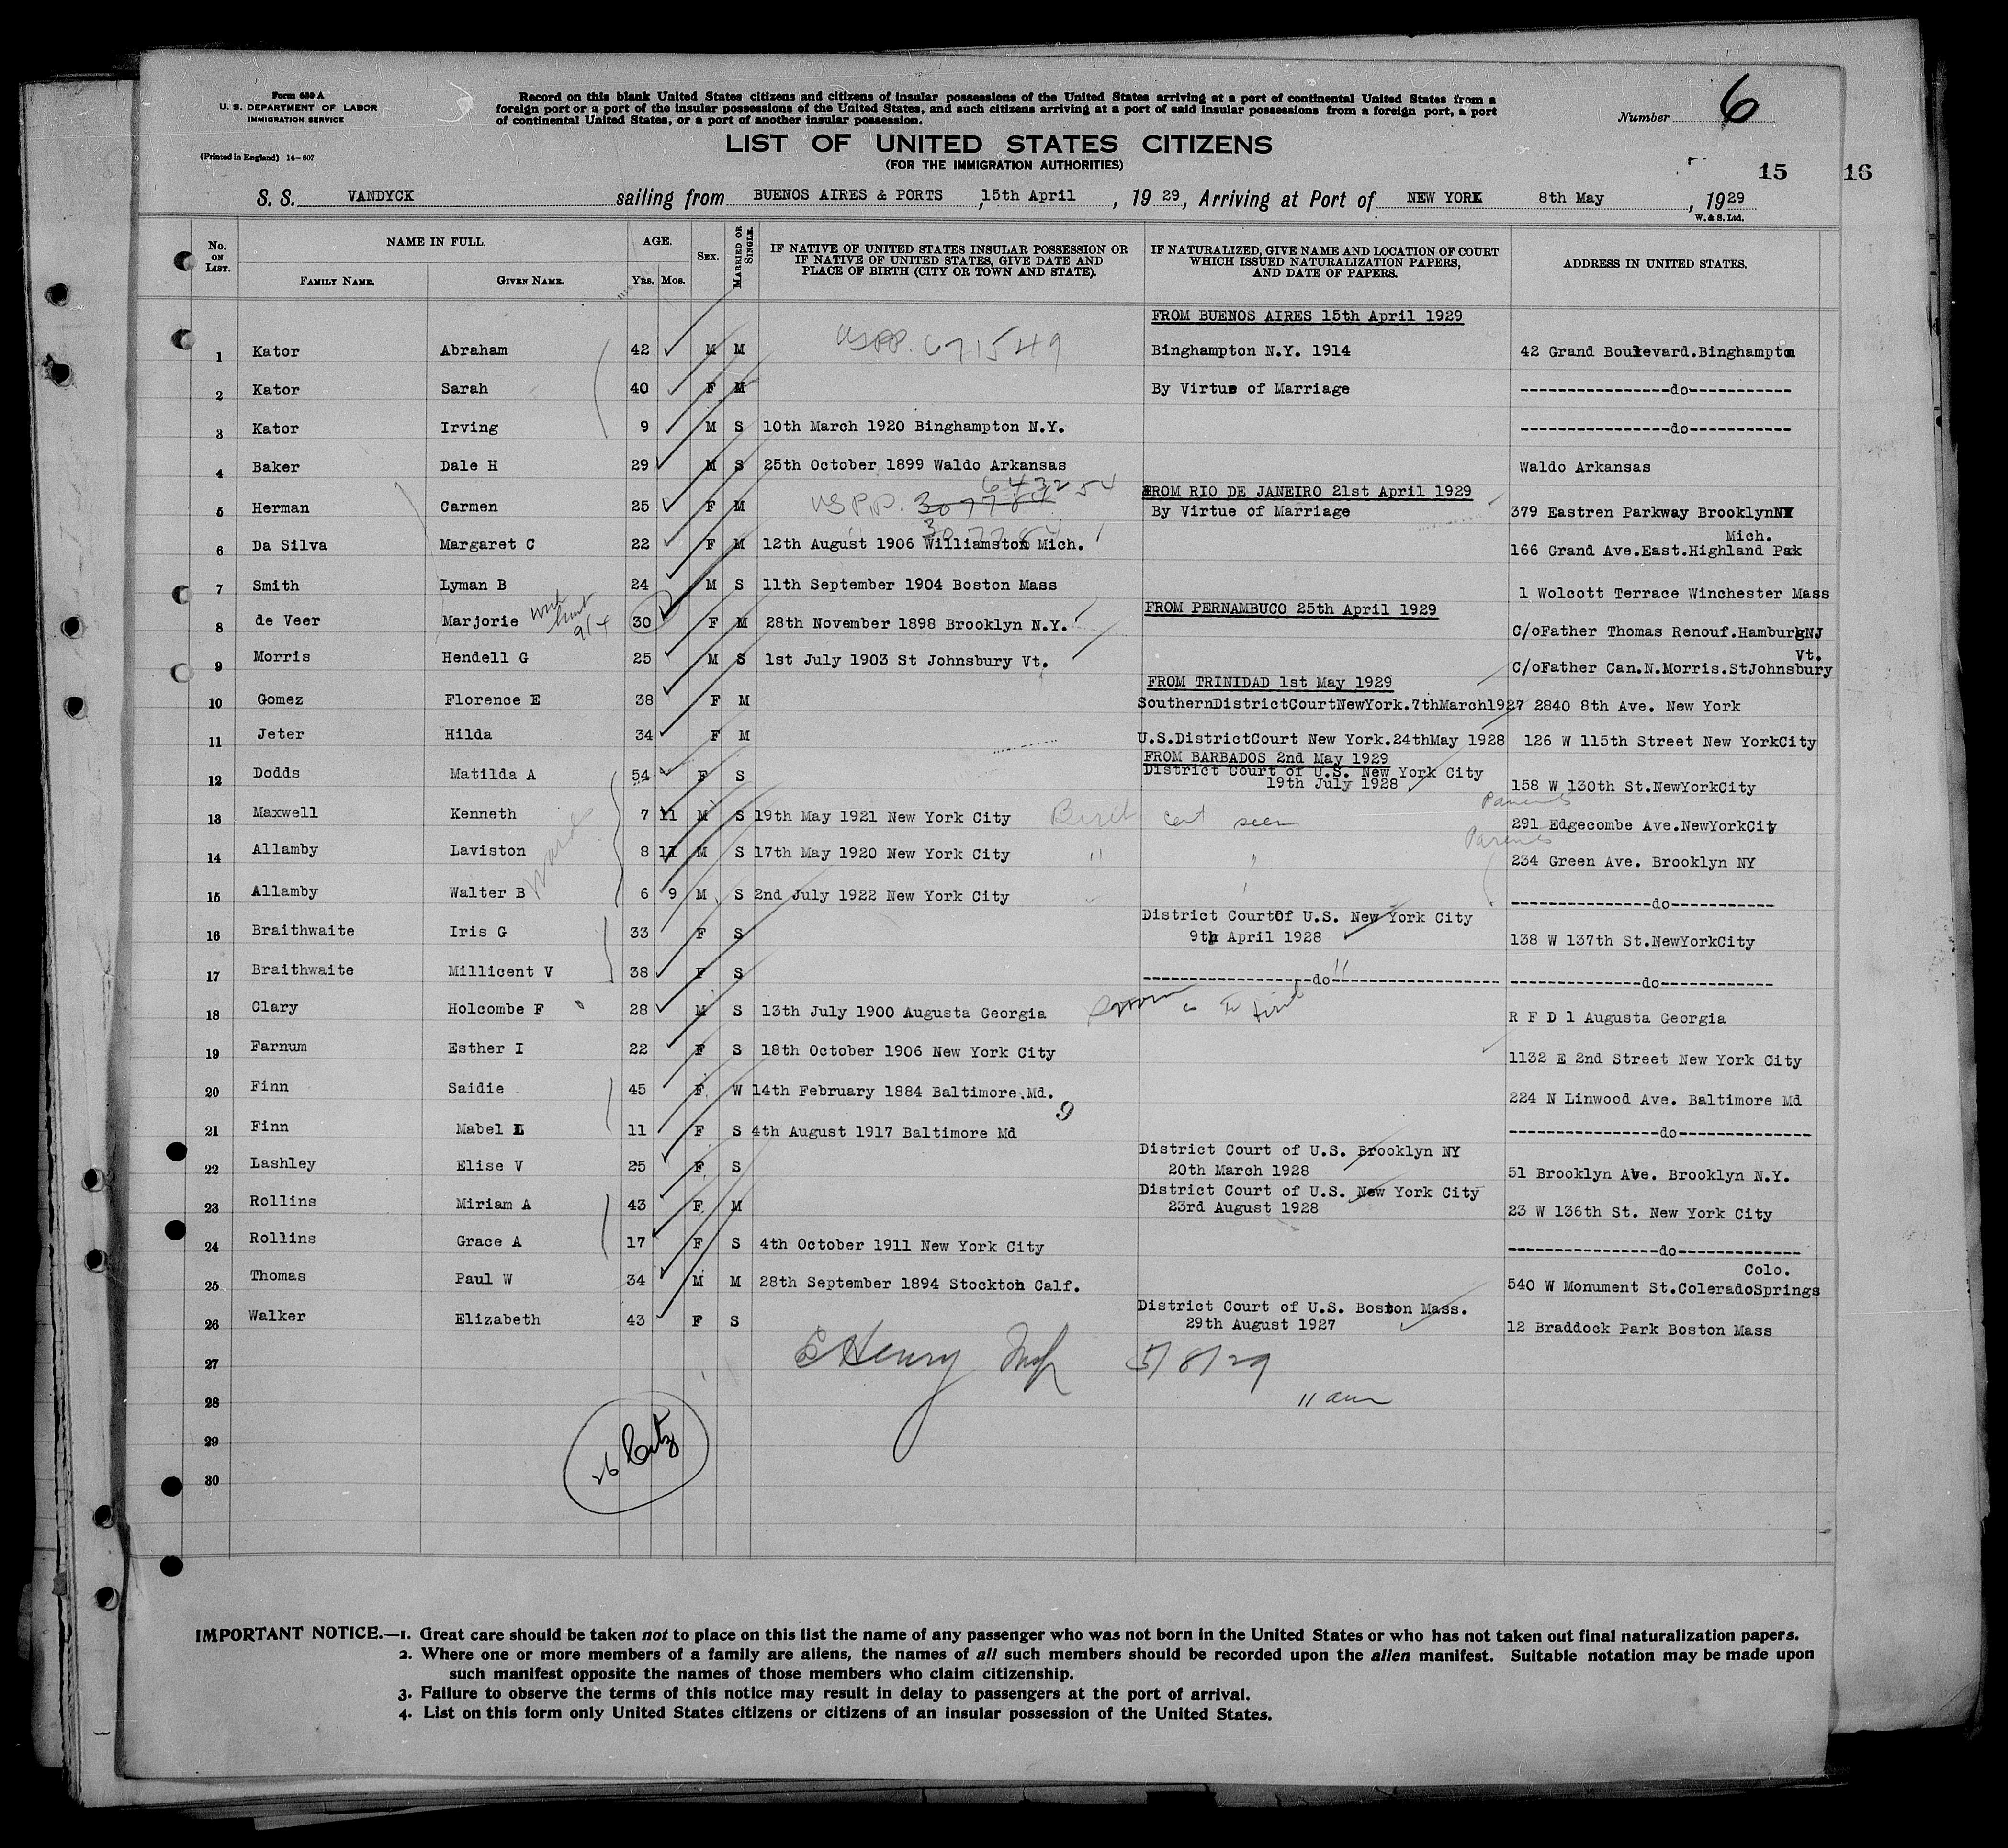 Form 630 A
U. S. DEPARTMENT OF LABOR
IMMIGRATION SERVICE
(Printed in England) 14-607
Record on this blank United States citizens and citizens of insular possessions of the United States arriving at a port of continental United States from a
foreign port or a port of the insular possessions of the United States, and such citizens arriving at a port of said insular possessions from a foreign port, a port
of continental United States, or a port of another insular possession.
Number 6
LIST OF UNITED STATES CITIZENS
(FOR THE IMMIGRATION AUTHORITIES)
15 16
S. S. VANDYCK sailing from BUENOS AIRES & PORTS , 15th April , 19 29, Arriving at Port of NEW YORK 8th May , 19 29
W. & S. Ltd.
No. ON LIST. NAME IN FULL. FAMILY NAME. GIVEN NAME. AGE. YRS. MOS. SEX. MARRIED OR SINGLE. IF NATIVE OF UNITED STATES INSULAR POSSESSION OR IF NATIVE OF UNITED STATES, GIVE DATE AND PLACE OF BIRTH (CITY OR TOWN AND STATE). IF NATURALIZED, GIVE NAME AND LOCATION OF COURT WHICH ISSUED NATURALIZATION PAPERS, AND DATE OF PAPERS. ADDRESS IN UNITED STATES.
FROM BUENOS AIRES 15th April 1929
1 Kator Abraham 42 M M USPP. 671549 Binghampton N.Y. 1914 42 Grand Boulevard.Binghampton
2 Kator Sarah 40 F M By Virtue of Marriage ----------------do-----------
3 Kator Irving 9 M S 10th March 1920 Binghampton N.Y. ----------------do-----------
4 Baker Dale H 29 M S 25th October 1899 Waldo Arkansas Waldo Arkansas
643254
FROM RIO DE JANEIRO 21st April 1929
5 Herman Carmen 25 F M USPP. 307784 By Virtue of Marriage 379 Eastren Parkway BrooklynNY
307784
Mich.
6 Da Silva Margaret C 22 F M 12th August 1906 Williamston Mich. 166 Grand Ave.East.Highland Pak
7 Smith Lyman B 24 M S 11th September 1904 Boston Mass 1 Wolcott Terrace Winchester Mass
FROM PERNAMBUCO 25th April 1929
8 de Veer Marjorie 30 F M 28th November 1898 Brooklyn N.Y. C/oFather Thomas Renouf.HamburgNJ
Vt.
9 Morris Hendell G 25 M S 1st July 1903 St Johnsbury Vt. C/oFather Can.N.Morris.StJohnsbury
FROM TRINIDAD 1st May 1929
10 Gomez Florence E 38 F M SouthernDistrictCourtNewYork.7thMarch1927 2840 8th Ave. New York
11 Jeter Hilda 34 F M U.S.DistrictCourt New York.24thMay 1928 126 W 115th Street New YorkCity
FROM BARBADOS 2nd May 1929
12 Dodds Matilda A 54 F S District Court of U.S. New York City
19th July 1928 158 W 130th St.NewYorkCity
Parents
13 Maxwell Kenneth 7 11 M S 19th May 1921 New York City cert seen 291 Edgecombe Ave.NewYorkCity
Parents
14 Allamby Laviston 8 11 M S 17th May 1920 New York City " " 234 Green Ave. Brooklyn NY
15 Allamby Walter B 6 9 M S 2nd July 1922 New York City ---------------do-----------
16 Braithwaite Iris G 33 F S District CourtOf U.S. New York City
9th April 1928 138 W 137th St.NewYorkCity
17 Braithwaite Millicent V 38 F S ------------------do------------------ --------------do------------
18 Clary Holcombe F 28 M S 13th July 1900 Augusta Georgia R F D 1 Augusta Georgia
19 Farnum Esther I 22 F S 18th October 1906 New York City 1132 E 2nd Street New York City
20 Finn Saidie 45 F W 14th February 1884 Baltimore.Md. 224 N Linwood Ave. Baltimore Md
9
21 Finn Mabel L 11 F S 4th August 1917 Baltimore Md ----------------do--------------
22 Lashley Elise V 25 F S District Court of U.S. Brooklyn NY
20th March 1928 51 Brooklyn Ave. Brooklyn N.Y.
23 Rollins Miriam A 43 F M District Court of U.S. New York City
23rd August 1928 23 W 136th St. New York City
24 Rollins Grace A 17 F S 4th October 1911 New York City ----------------do-------------
Colo.
25 Thomas Paul W 34 M M 28th September 1894 Stockton Calf. 540 W Monument St.ColeradoSprings
26 Walker Elizabeth 43 F S District Court of U.S. Boston Mass.
29th August 1927 12 Braddock Park Boston Mass
27 E Henry Insp 5/8/29
28 11 am
29 26 Citz
30
IMPORTANT NOTICE.—1. Great care should be taken not to place on this list the name of any passenger who was not born in the United States or who has not taken out final naturalization papers.
2. Where one or more members of a family are aliens, the names of all such members should be recorded upon the alien manifest. Suitable notation may be made upon
such manifest opposite the names of those members who claim citizenship.
3. Failure to observe the terms of this notice may result in delay to passengers at the port of arrival.
4. List on this form only United States citizens or citizens of an insular possession of the United States.